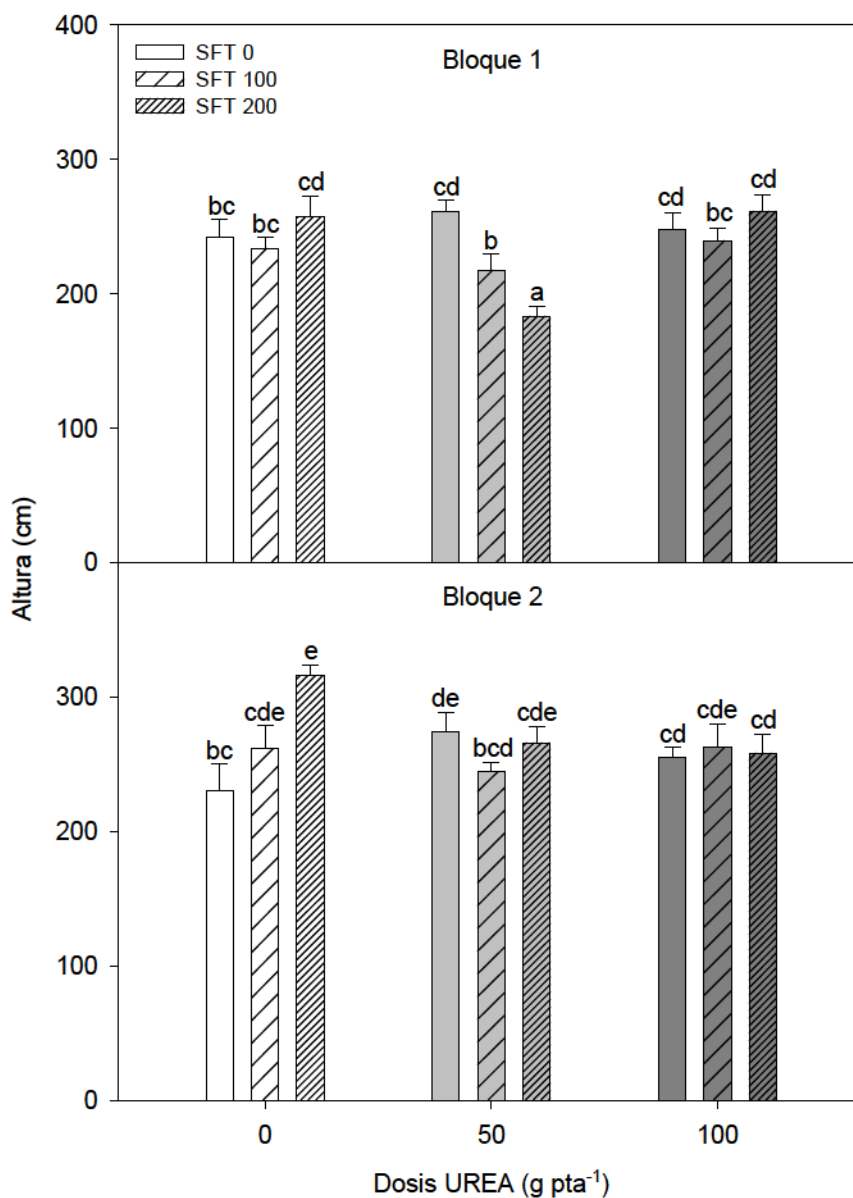 400
SFT 0
SFT 100
SFT 200
Bloque 1
300
bc bc cd cd b a cd bc cd
200
100
0
Altura (cm)
Bloque 2
300
bc cde e de bcd cde cd cde cd
200
100
0
0 50 100
Dosis UREA (g pta⁻¹)